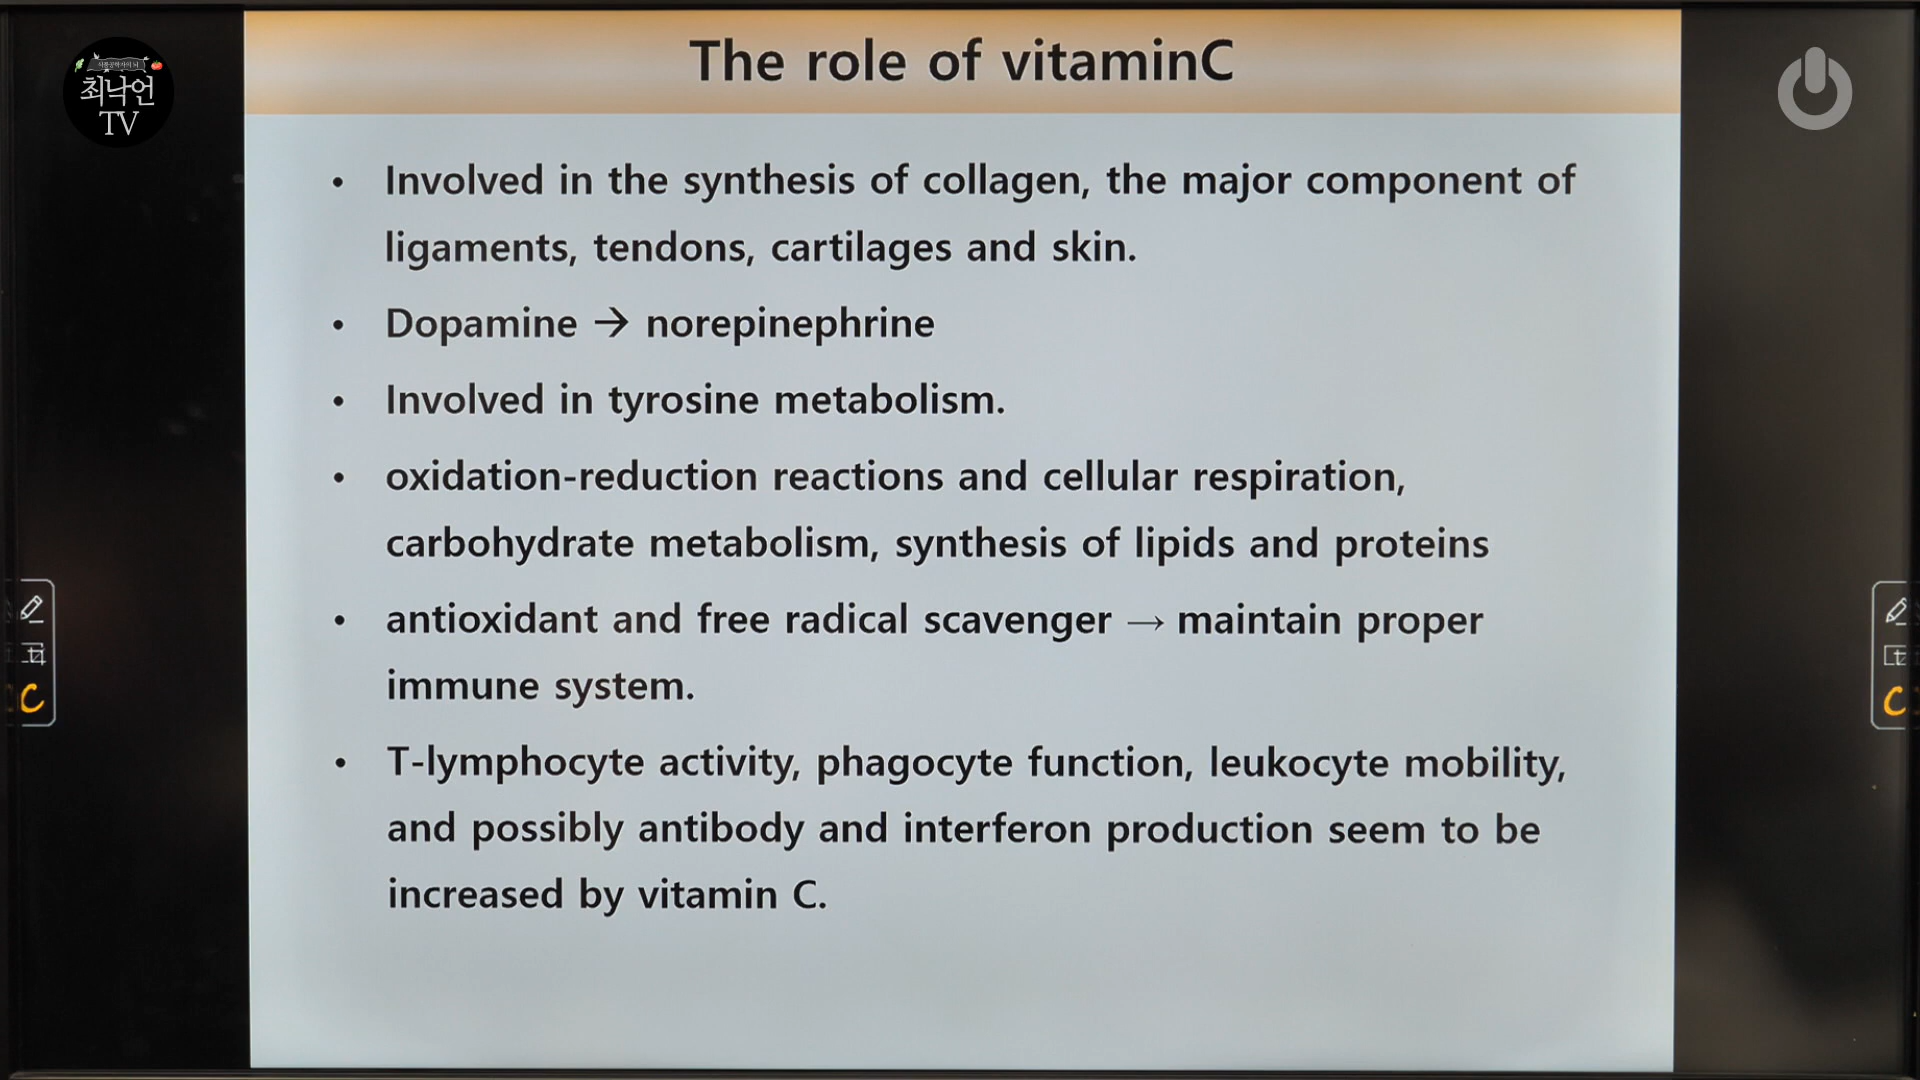 The role of vitaminC
최낙언
TV
• Involved in the synthesis of collagen, the major component of
ligaments, tendons, cartilages and skin.
• Dopamine → norepinephrine
• Involved in tyrosine metabolism.
• oxidation-reduction reactions and cellular respiration,
carbohydrate metabolism, synthesis of lipids and proteins
• antioxidant and free radical scavenger → maintain proper
immune system.
• T-lymphocyte activity, phagocyte function, leukocyte mobility,
and possibly antibody and interferon production seem to be
increased by vitamin C.